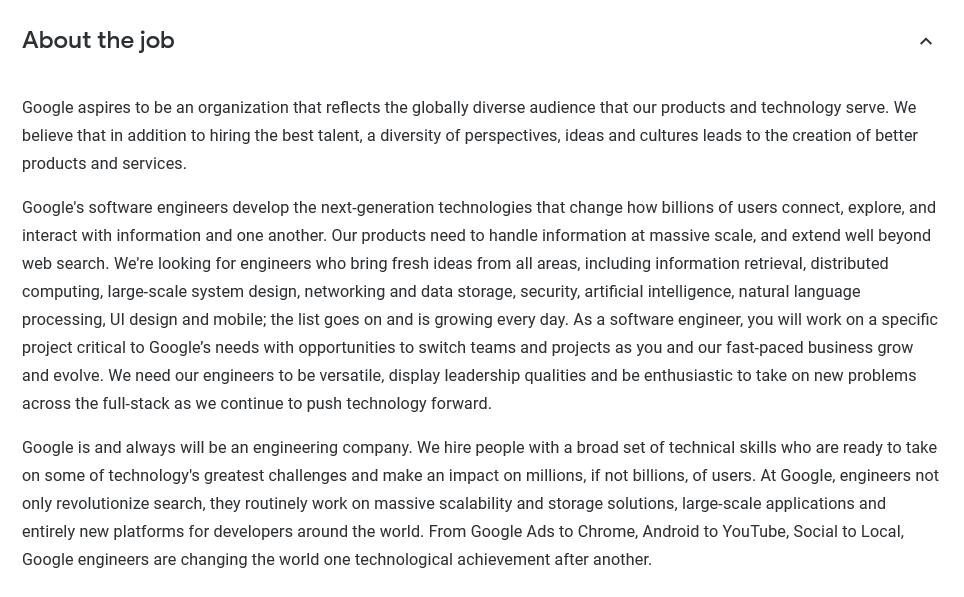 About the job
Google aspires to be an organization that reflects the globally diverse audience that our products and technology serve. We
believe that in addition to hiring the best talent, a diversity of perspectives, ideas and cultures leads to the creation of better
products and services.
Google's software engineers develop the next-generation technologies that change how billions of users connect, explore, and
interact with information and one another. Our products need to handle information at massive scale, and extend well beyond
web search. We're looking for engineers who bring fresh ideas from all areas, including information retrieval, distributed
computing, large-scale system design, networking and data storage, security, artificial intelligence, natural language
processing, UI design and mobile; the list goes on and is growing every day. As a software engineer, you will work on a specific
project critical to Google’s needs with opportunities to switch teams and projects as you and our fast-paced business grow
and evolve. We need our engineers to be versatile, display leadership qualities and be enthusiastic to take on new problems
across the full-stack as we continue to push technology forward.
Google is and always will be an engineering company. We hire people with a broad set of technical skills who are ready to take
on some of technology's greatest challenges and make an impact on millions, if not billions, of users. At Google, engineers not
only revolutionize search, they routinely work on massive scalability and storage solutions, large-scale applications and
entirely new platforms for developers around the world. From Google Ads to Chrome, Android to YouTube, Social to Local,
Google engineers are changing the world one technological achievement after another.